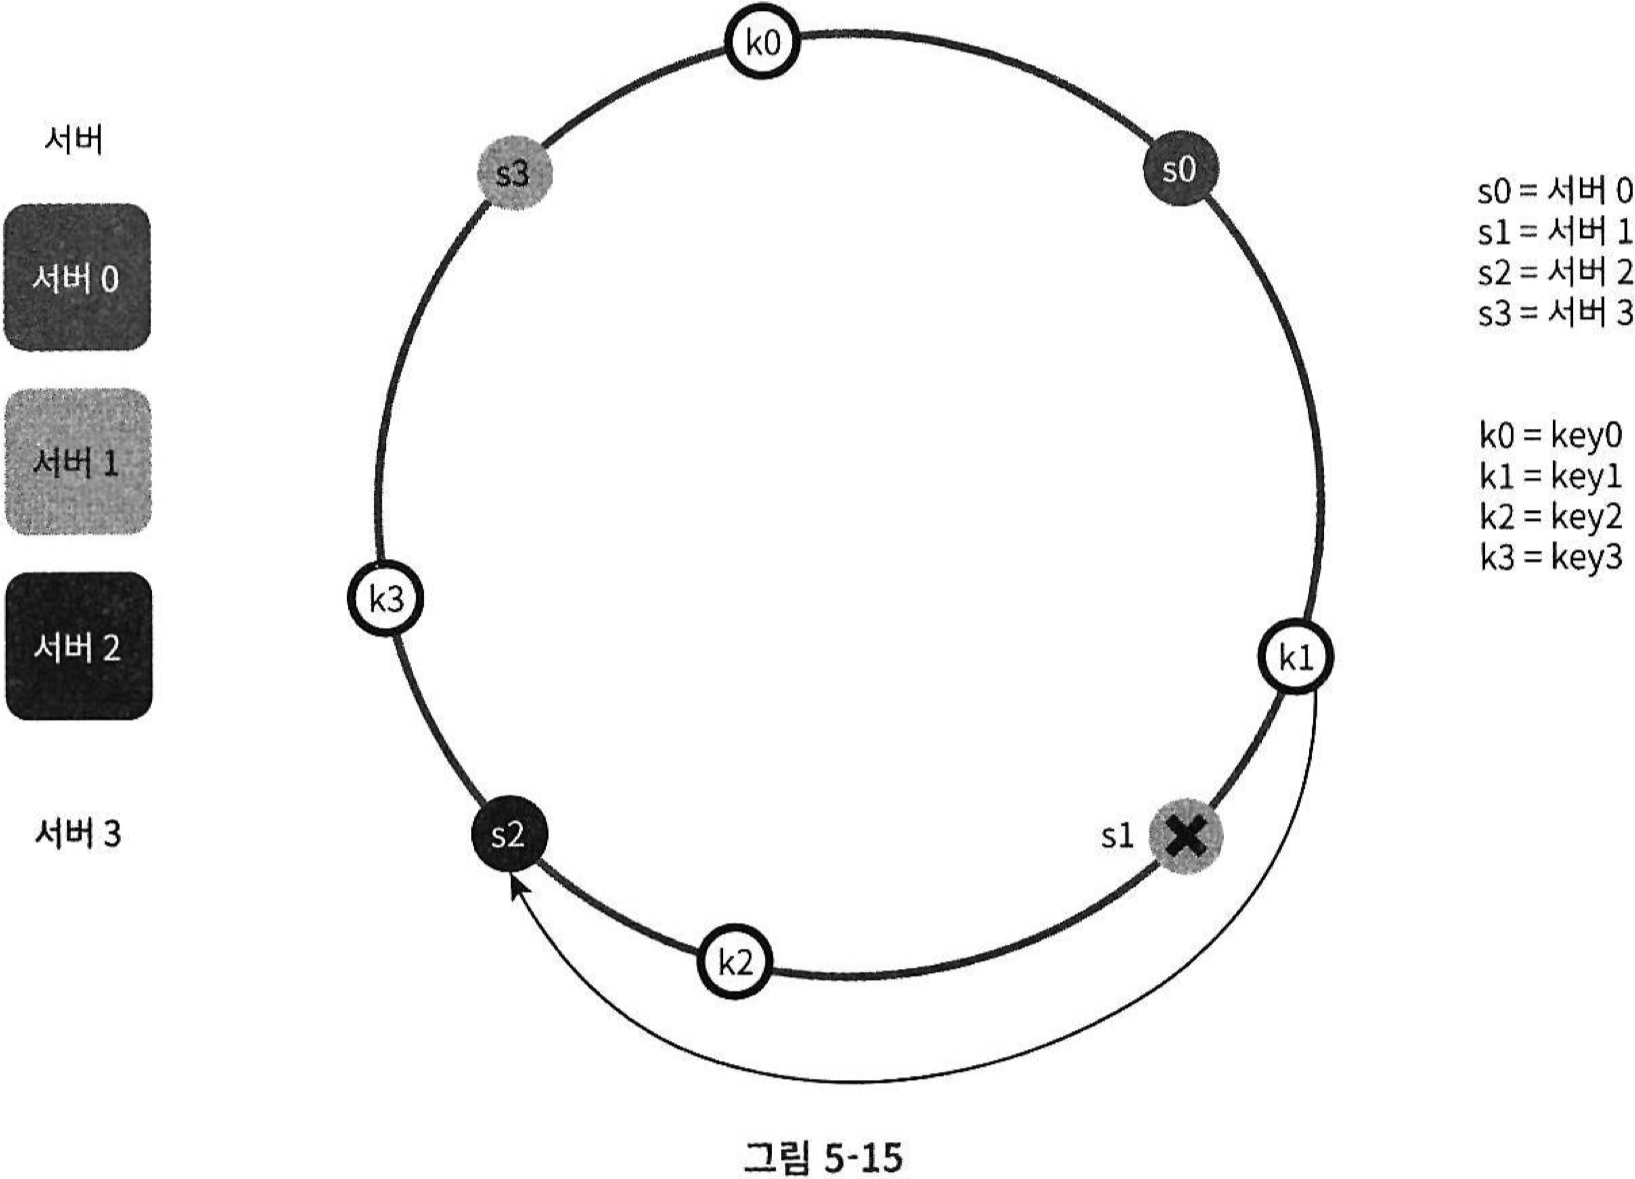 서버
서버 0
서버 1
서버 2
서버 3
k0
s3
s0
k3
k1
s2
s1
k2
s0 = 서버 0
s1 = 서버 1
s2 = 서버 2
s3 = 서버 3
k0 = key0
k1 = key1
k2 = key2
k3 = key3
그림 5-15